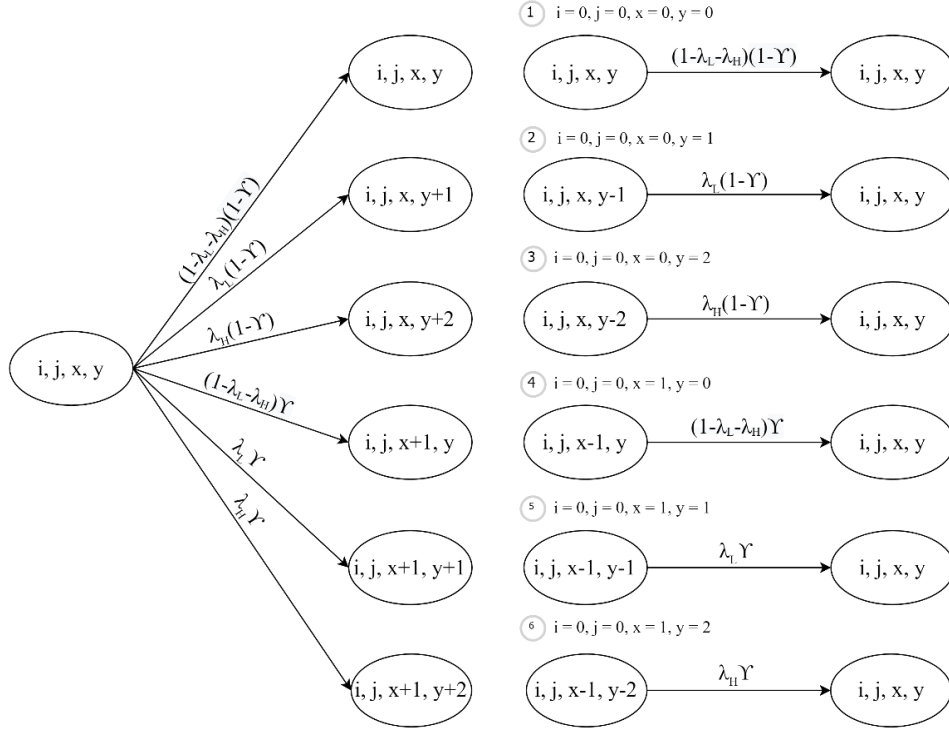 i, j, x, y
(1-λL-λH)(1-ϒ)
i, j, x, y
λL(1-ϒ)
i, j, x, y+1
λH(1-ϒ)
i, j, x, y+2
(1-λL-λH)ϒ
i, j, x+1, y
λLϒ
i, j, x+1, y+1
λHϒ
i, j, x+1, y+2
1 i = 0, j = 0, x = 0, y = 0
i, j, x, y (1-λL-λH)(1-ϒ) i, j, x, y
2 i = 0, j = 0, x = 0, y = 1
i, j, x, y-1 λL(1-ϒ) i, j, x, y
3 i = 0, j = 0, x = 0, y = 2
i, j, x, y-2 λH(1-ϒ) i, j, x, y
4 i = 0, j = 0, x = 1, y = 0
i, j, x-1, y (1-λL-λH)ϒ i, j, x, y
5 i = 0, j = 0, x = 1, y = 1
i, j, x-1, y-1 λLϒ i, j, x, y
6 i = 0, j = 0, x = 1, y = 2
i, j, x-1, y-2 λHϒ i, j, x, y